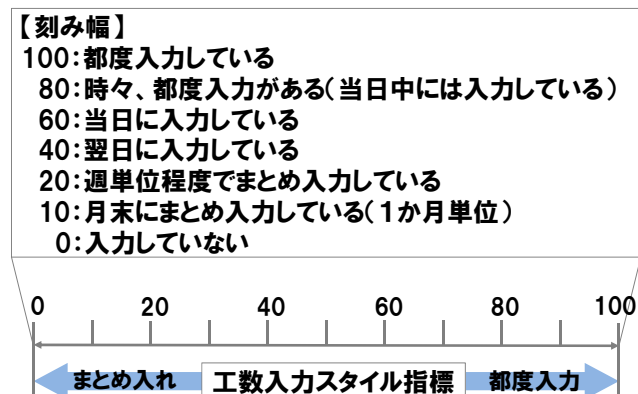 【刻み幅】
100:都度入力している
80:時々、都度入力がある(当日中には入力している)
60:当日に入力している
40:翌日に入力している
20:週単位程度でまとめ入力している
10:月末にまとめ入力している(1か月単位)
0:入力していない
0 20 40 60 80 100
まとめ入れ 工数入力スタイル指標 都度入力